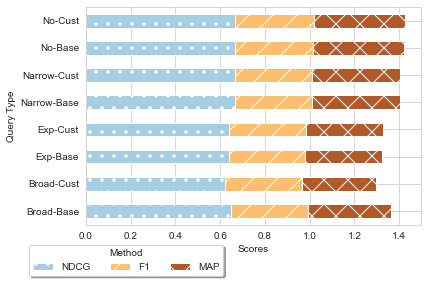 No-Cust
No-Base
Narrow-Cust
Narrow-Base
Exp-Cust
Exp-Base
Broad-Cust
Broad-Base
Query Type
0.0 0.2 0.4 0.6 0.8 1.0 1.2 1.4
Scores
Method
NDCG F1 MAP